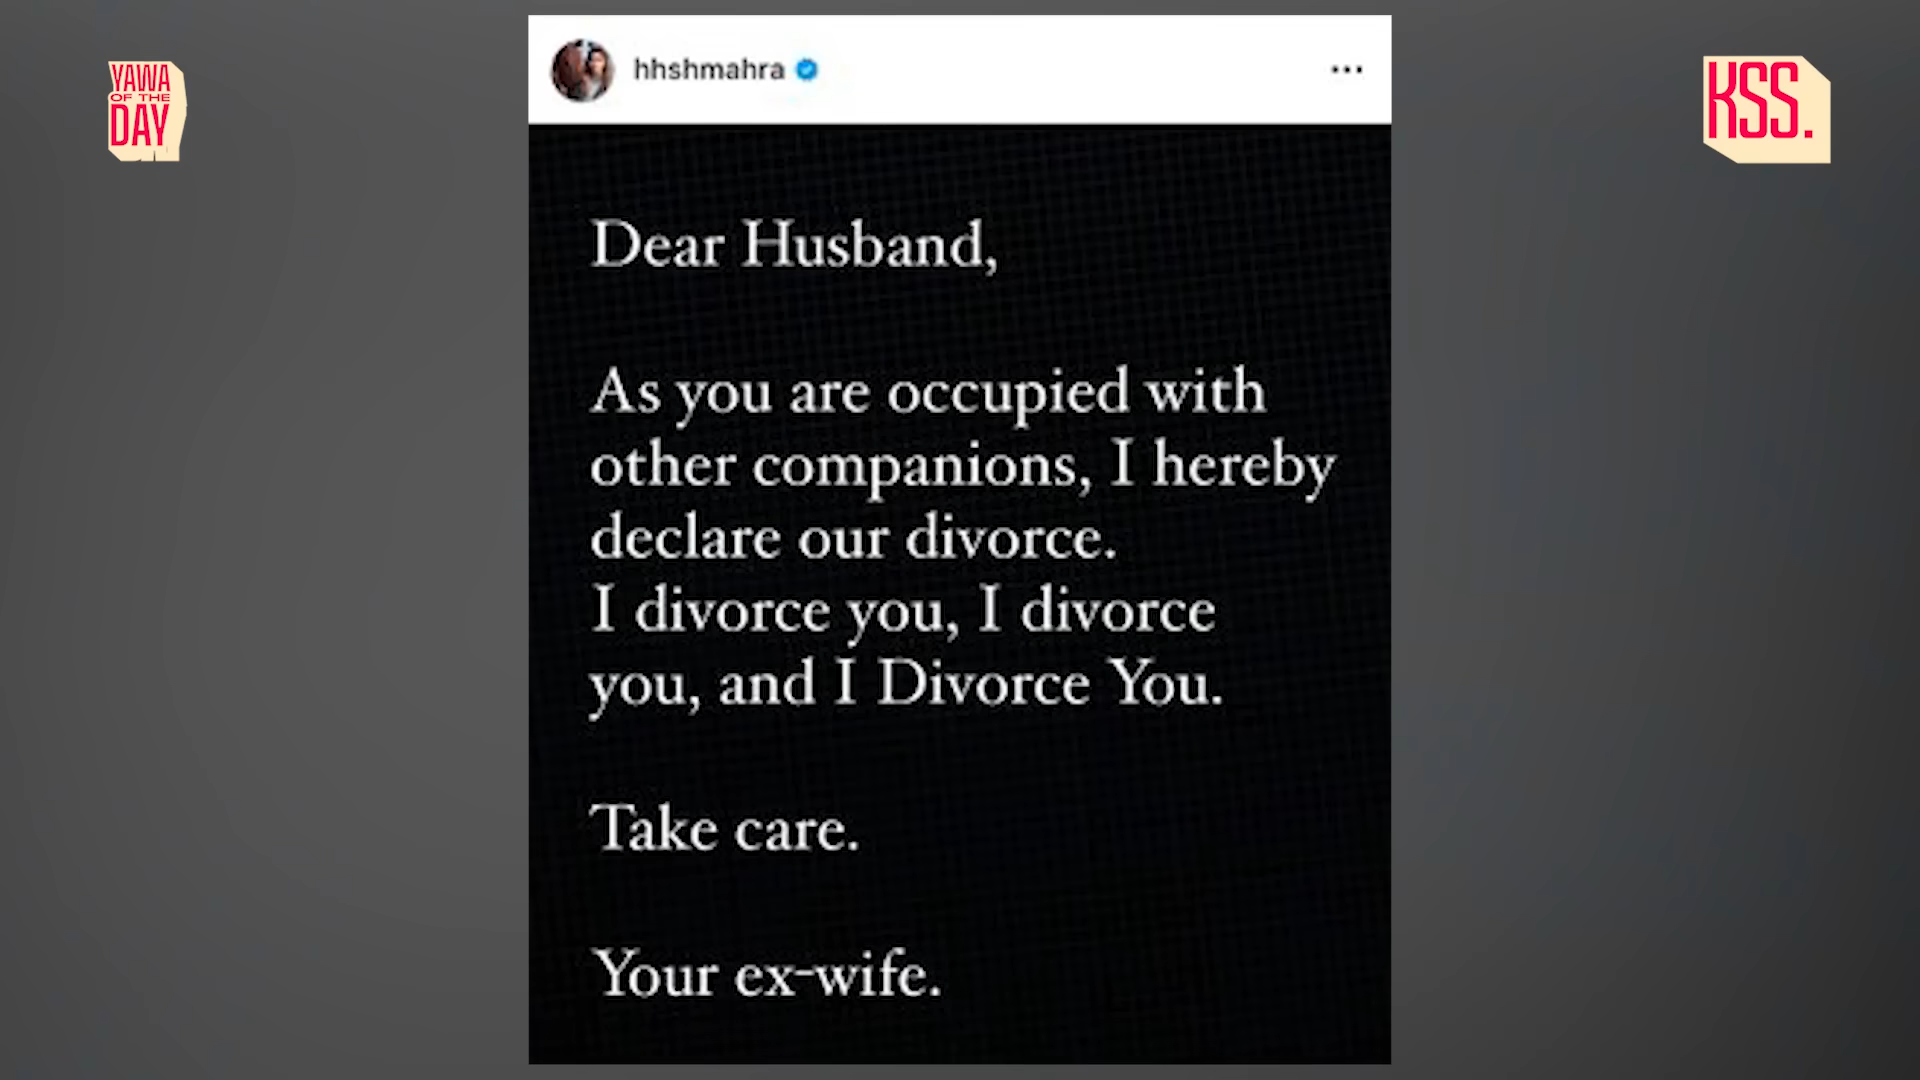 YAWA
OF THE
DAY
KSS.
hhshmahra
Dear Husband,
As you are occupied with
other companions, I hereby
declare our divorce.
I divorce you, I divorce
you, and I Divorce You.
Take care.
Your ex-wife.